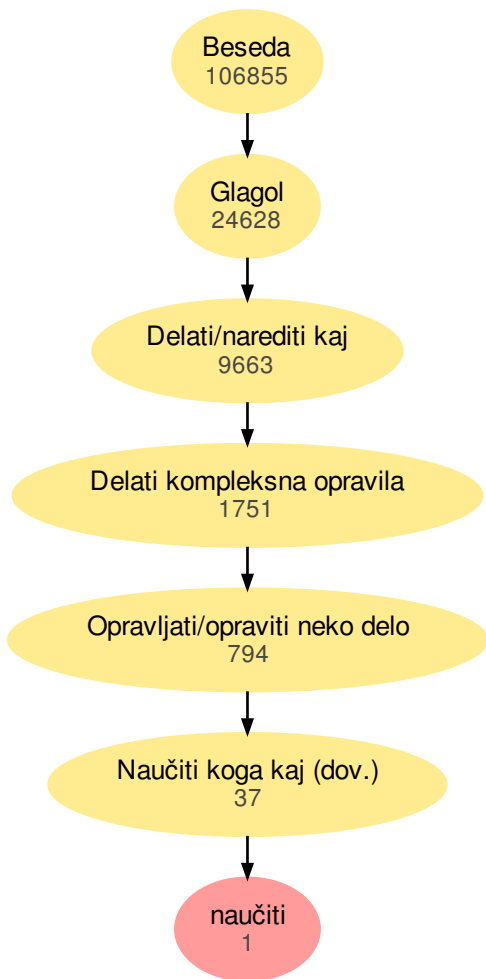 Beseda
106855
Glagol
24628
Delati/narediti kaj
9663
Delati kompleksna opravila
1751
Opravljati/opraviti neko delo
794
Naučiti koga kaj (dov.)
37
naučiti
1